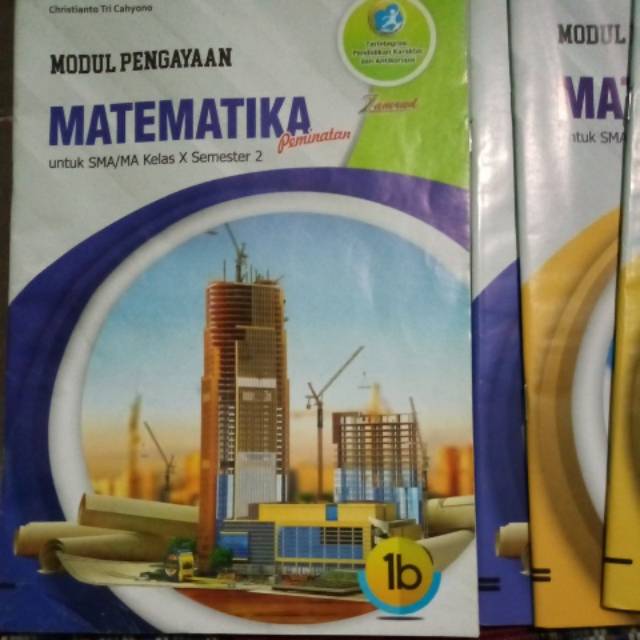 Christianto Tri Cahyono
MODUL PENGAYAAN
MATEMATIKA
Peminatan
untuk SMA/MA Kelas X Semester 2
Terintegrasi
Pendidikan Karakter
dan Antikorupsi
Zamrud
1b
MODUL
MA
untuk SMA